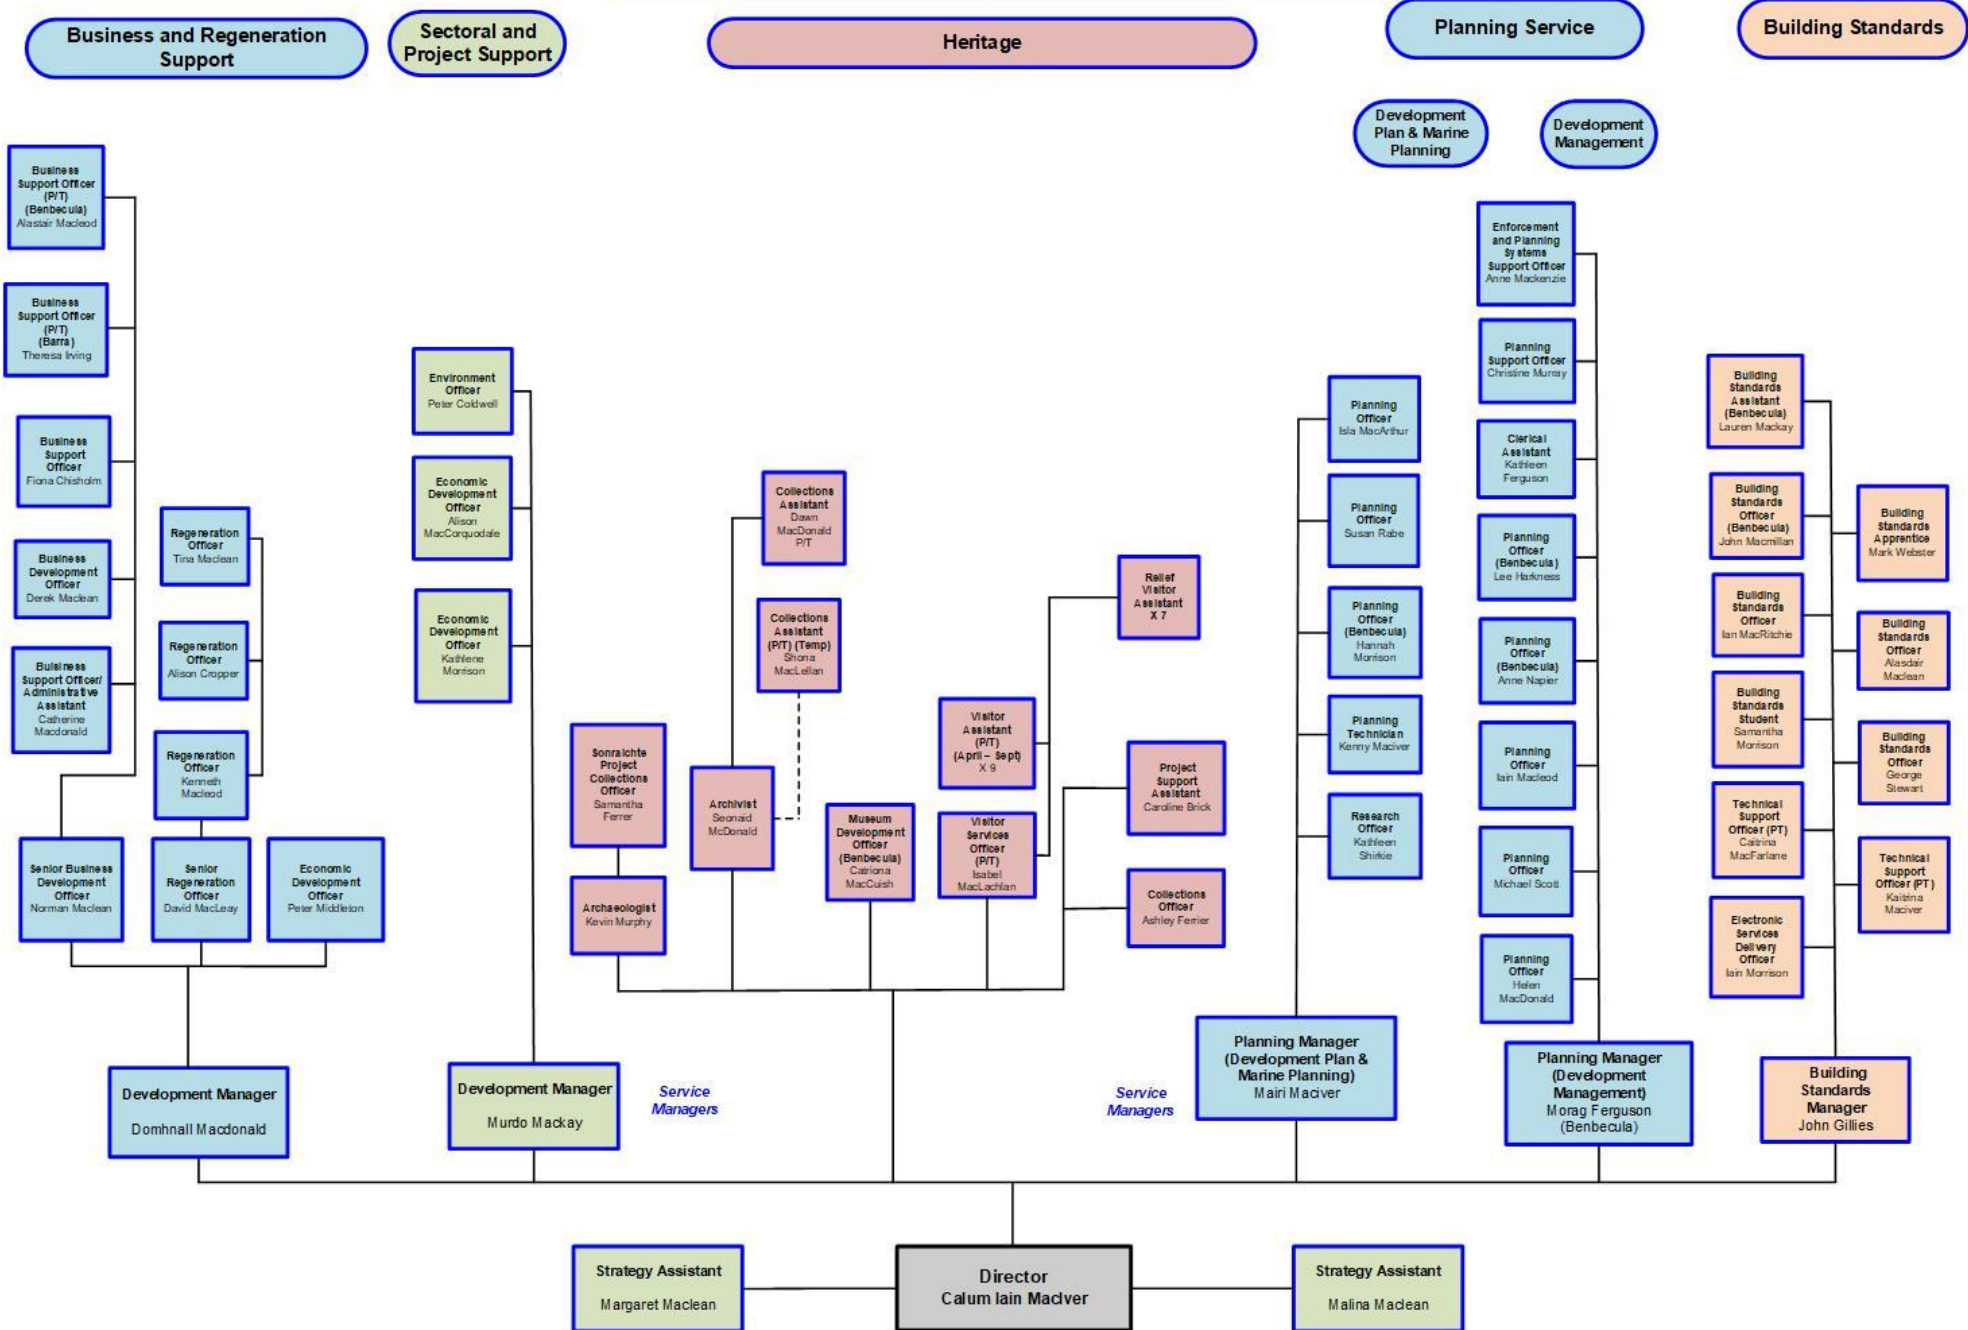 Business and Regeneration
Support
Sectoral and
Project Support
Heritage
Planning Service
Building Standards
Development
Plan & Marine
Planning
Development
Management
Business
Support Officer
(P/T)
(Benbecula)
Alastair Macleod
Business
Support Officer
(P/T)
(Barra)
Theresa Irving
Business
Support
Officer
Fiona Chisholm
Business
Development
Officer
Derek Maclean
Buisiness
Support Officer/
Administrative
Assistant
Catherine
Macdonald
Regeneration
Officer
Tina Maclean
Regeneration
Officer
Alison Cropper
Regeneration
Officer
Kenneth
Macleod
Senior Business
Development
Officer
Norman Maclean
Senior
Regeneration
Officer
David MacLeay
Economic
Development
Officer
Peter Middleton
Development Manager
Domhnall Macdonald
Environment
Officer
Peter Coldwell
Economic
Development
Officer
Alison
MacCorquodale
Economic
Development
Officer
Kathlene
Morrison
Development Manager
Murdo Mackay
Service
Managers
Collections
Assistant
Dawn
MacDonald
P/T
Collections
Assistant
(P/T) (Temp)
Shona
MacLellan
Sonraichte
Project
Collections
Officer
Samantha
Ferrer
Archaeologist
Kevin Murphy
Archivist
Seonaid
McDonald
Museum
Development
Officer
(Benbecula)
Catriona
MacCuish
Relief
Visitor
Assistant
X 7
Visitor
Assistant
(P/T)
(April – Sept)
X 9
Visitor
Services
Officer
(P/T)
Isabel
MacLachlan
Project
Support
Assistant
Caroline Brick
Collections
Officer
Ashley Ferrier
Service
Managers
Planning
Officer
Isla MacArthur
Planning
Officer
Susan Rabe
Planning
Officer
(Benbecula)
Hannah
Morrison
Planning
Technician
Kenny Maciver
Research
Officer
Kathleen
Shirkie
Planning Manager
(Development Plan &
Marine Planning)
Mairi Maciver
Enforcement
and Planning
Systems
Support Officer
Anne Mackenzie
Planning
Support Officer
Christine Murray
Clerical
Assistant
Kathleen
Ferguson
Planning
Officer
(Benbecula)
Lee Harkness
Planning
Officer
(Benbecula)
Anne Napier
Planning
Officer
Iain Macleod
Planning
Officer
Michael Scott
Planning
Officer
Helen
MacDonald
Planning Manager
(Development
Management)
Morag Ferguson
(Benbecula)
Building
Standards
Assistant
(Benbecula)
Lauren Mackay
Building
Standards
Officer
(Benbecula)
John Macmillan
Building
Standards
Officer
Ian MacRitchie
Building
Standards
Student
Samantha
Morrison
Technical
Support
Officer (PT)
Caitrina
MacFarlane
Electronic
Services
Delivery
Officer
Iain Morrison
Building
Standards
Apprentice
Mark Webster
Building
Standards
Officer
Alasdair
Maclean
Building
Standards
Officer
George
Stewart
Technical
Support
Officer (PT)
Kaitrina
Maciver
Building
Standards
Manager
John Gillies
Strategy Assistant
Margaret Maclean
Director
Calum Iain MacIver
Strategy Assistant
Malina Maclean